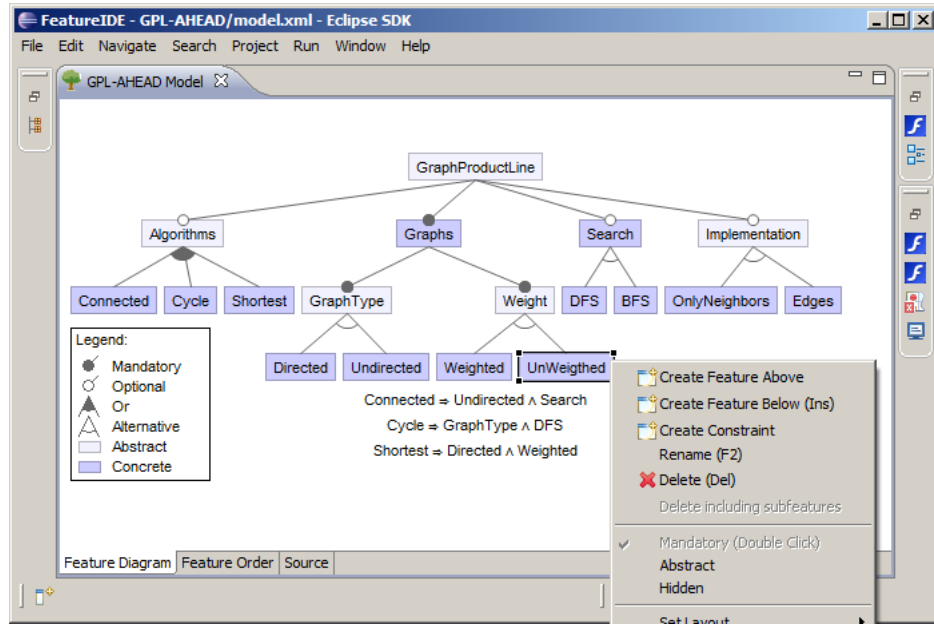 FeatureIDE - GPL-AHEAD/model.xml - Eclipse SDK
File Edit Navigate Search Project Run Window Help
GPL-AHEAD Model
GraphProductLine
Algorithms Graphs Search Implementation
Connected Cycle Shortest GraphType Weight DFS BFS OnlyNeighbors Edges
Legend:
Mandatory
Optional
Or
Alternative
Abstract
Concrete
Directed Undirected Weighted UnWeigthed
Connected ⇒ Undirected ∧ Search
Cycle ⇒ GraphType ∧ DFS
Shortest ⇒ Directed ∧ Weighted
Create Feature Above
Create Feature Below (Ins)
Create Constraint
Rename (F2)
Delete (Del)
Delete including subfeatures
Mandatory (Double Click)
Abstract
Hidden
Set Layout
Feature Diagram Feature Order Source